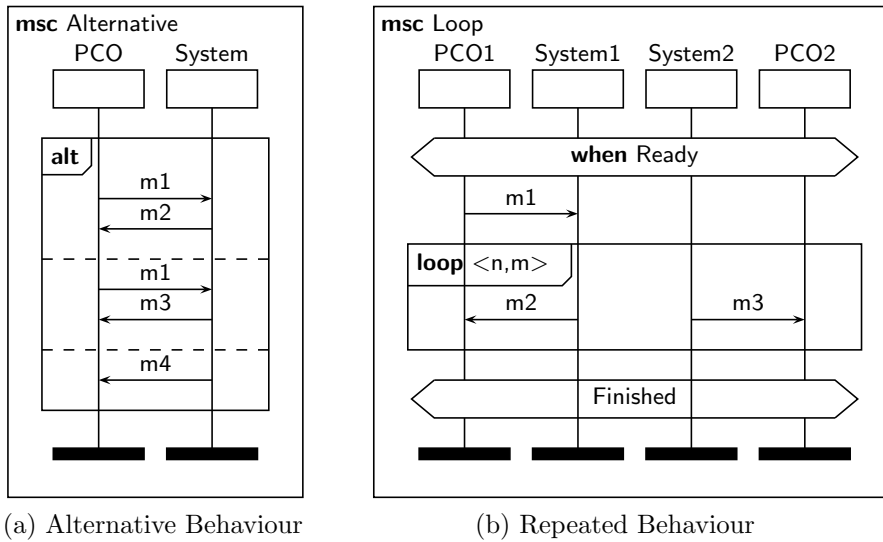 msc Alternative
PCO System
alt
m1
m2
m1
m3
m4
(a) Alternative Behaviour
msc Loop
PCO1 System1 System2 PCO2
when Ready
m1
loop <n,m>
m2 m3
Finished
(b) Repeated Behaviour